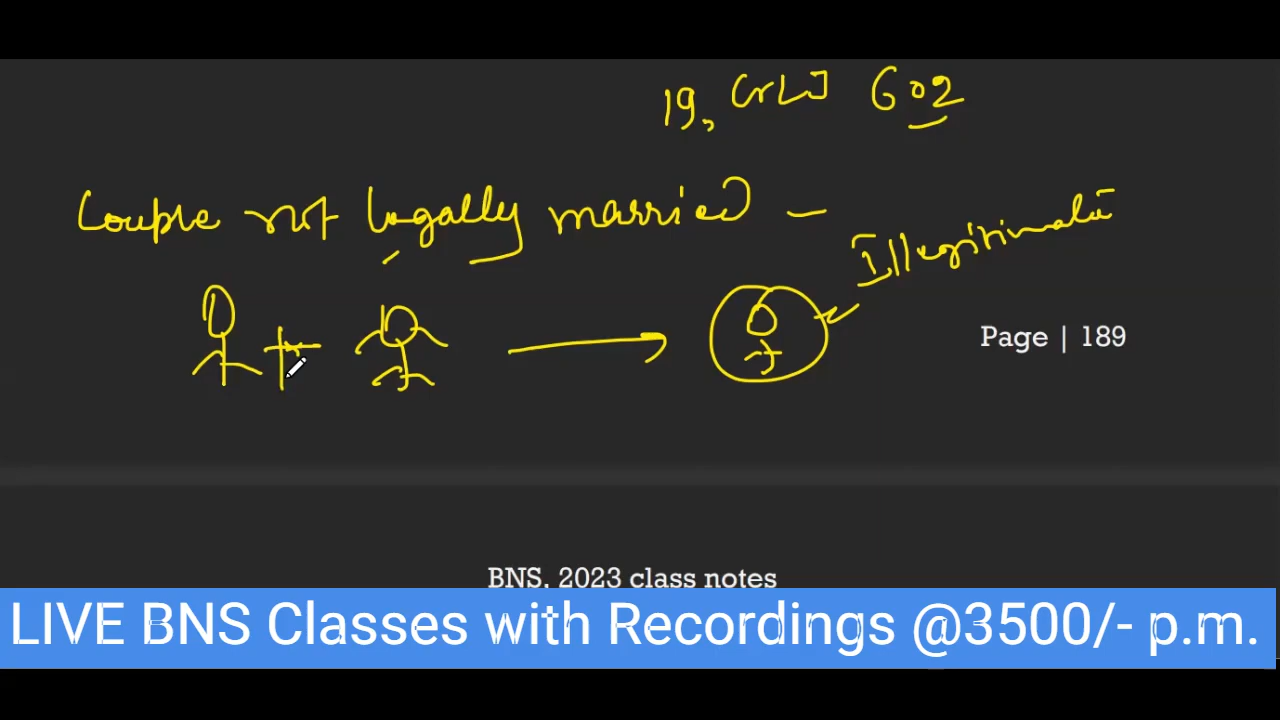 19, CrLJ 602
Couple not legally married -
Illegitimate
Page | 189
BNS, 2023 class notes
LIVE BNS Classes with Recordings @3500/- p.m.